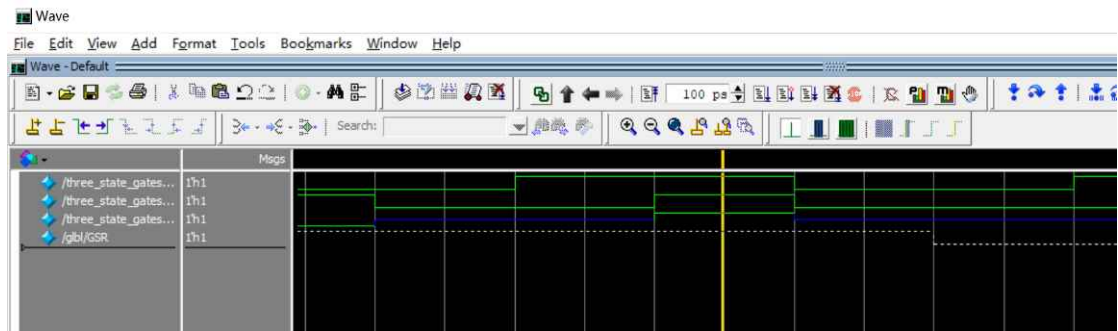 Wave
File Edit View Add Format Tools Bookmarks Window Help
Wave - Default
100 ps
Search:
Msgs
/three_state_gates... 1'h1
/three_state_gates... 1'h1
/three_state_gates... 1'h1
/glbl/GSR 1'h1